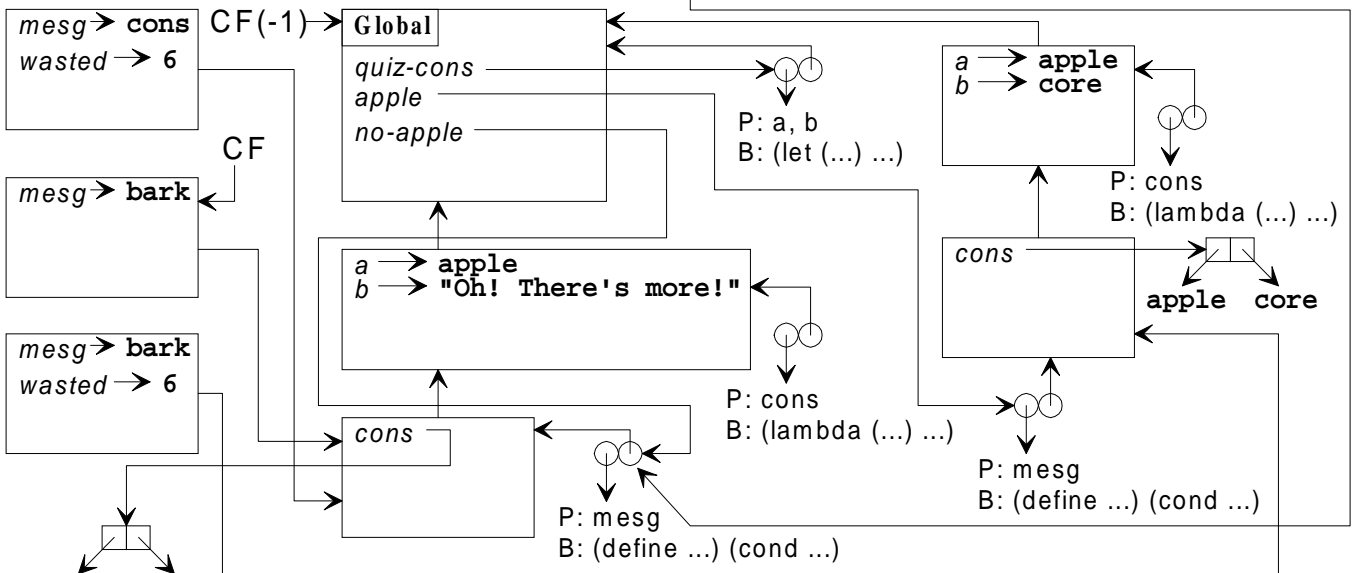 mesg cons
wasted 6
CF(-1)
Global
quiz-cons
apple
no-apple
P: a, b
B: (let (...) ...)
a apple
b core
P: cons
B: (lambda (...) ...)
CF
mesg bark
a apple
b "Oh! There's more!"
P: cons
B: (lambda (...) ...)
cons
apple core
mesg bark
wasted 6
cons
P: mesg
B: (define ...) (cond ...)
P: mesg
B: (define ...) (cond ...)